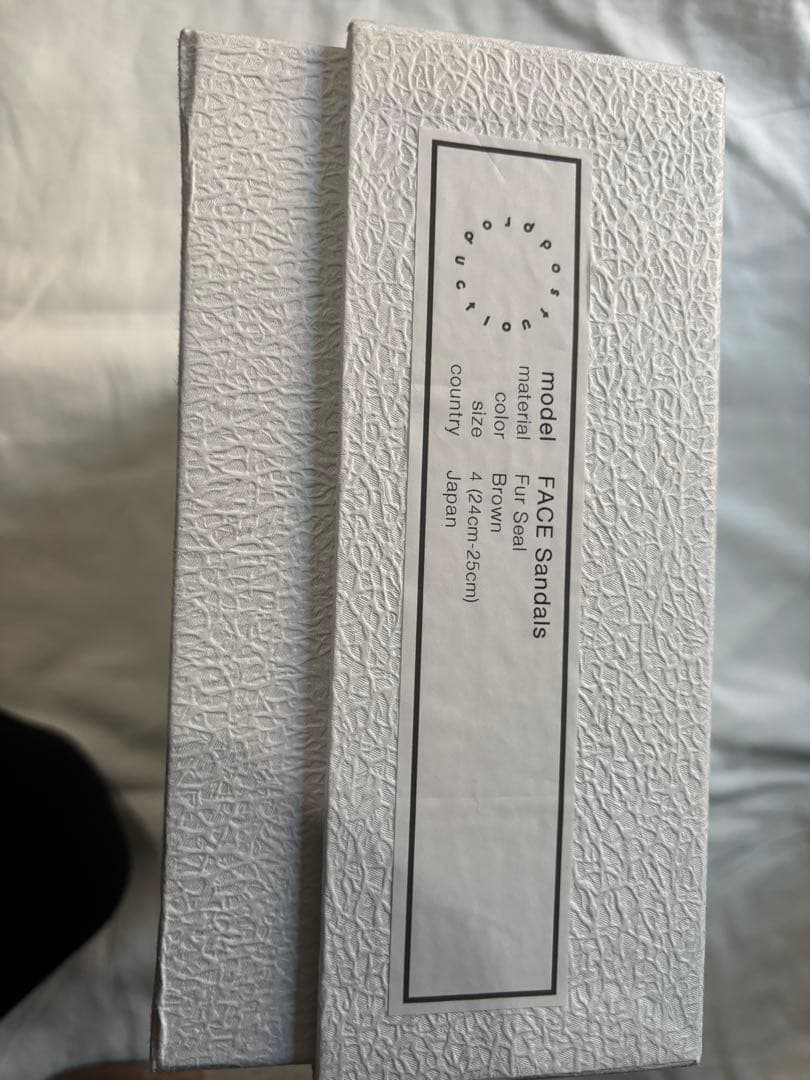 model FACE Sandals
material Fur Seal
color Brown
size 4 (24cm-25cm)
country Japan